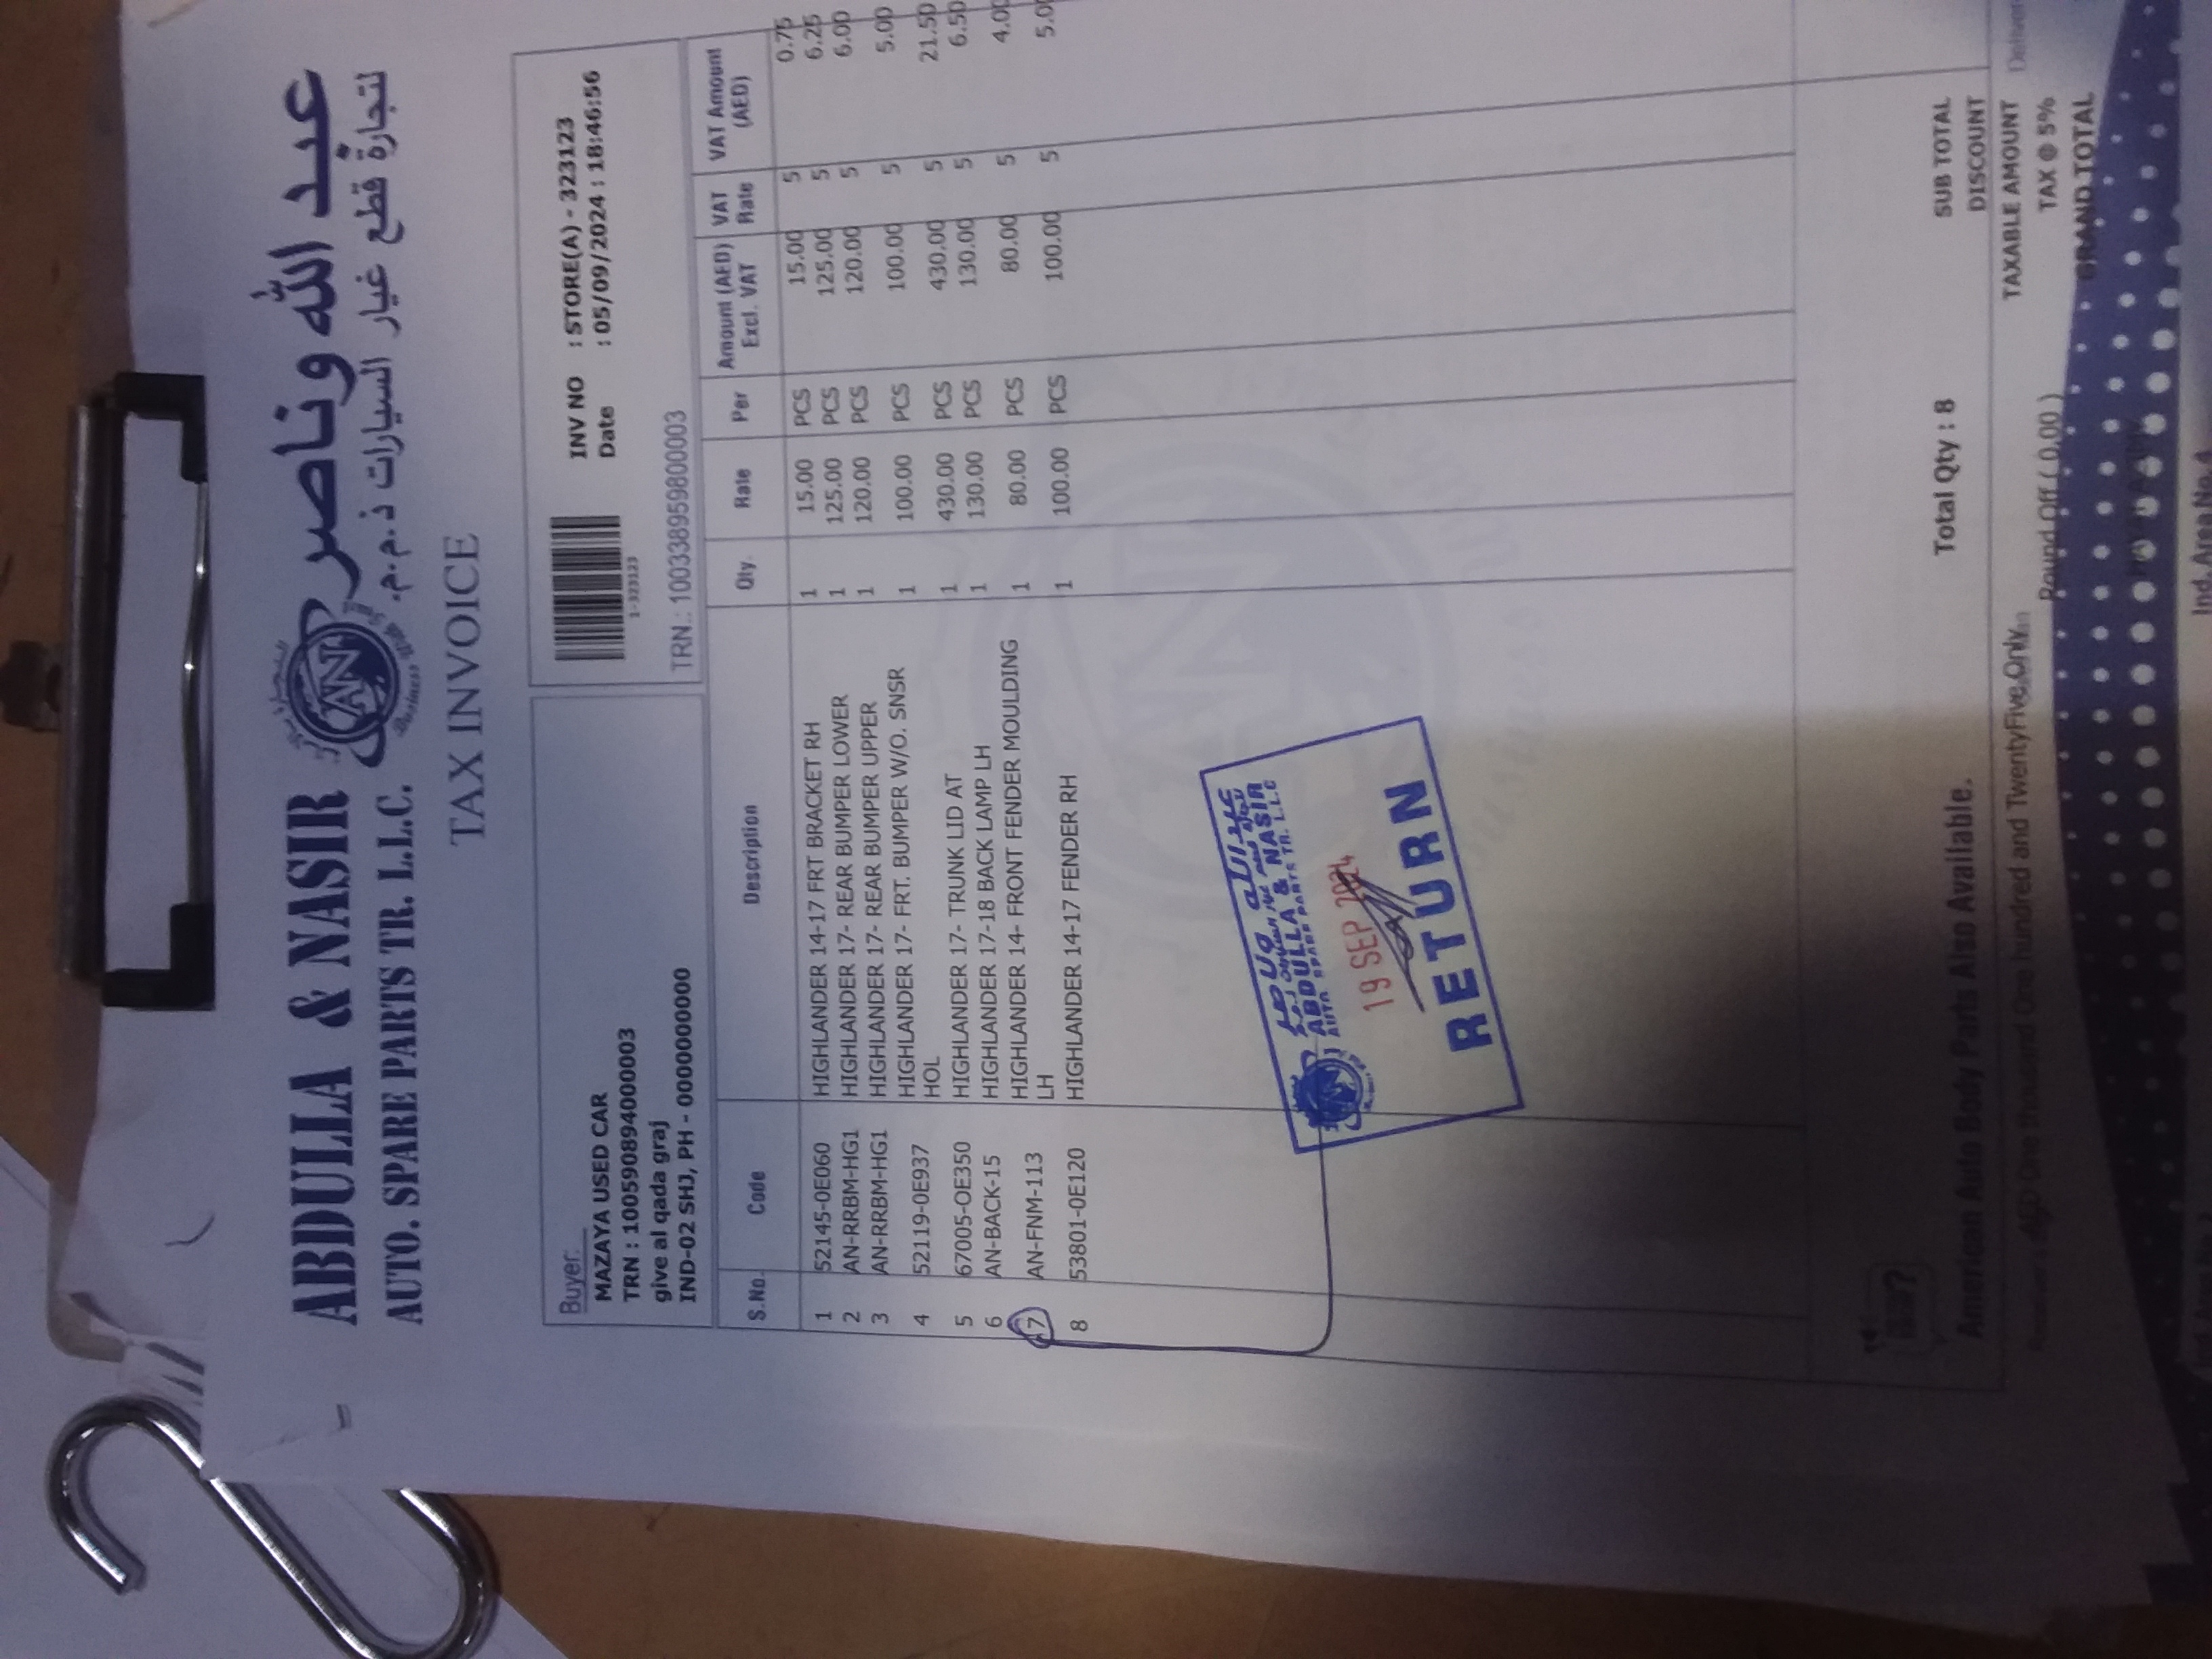 ABDULLA & NASIR
AUTO. SPARE PARTS TR. L.L.C.
عبد الله وناصر
لتجارة قطع غيار السيارات ذ.م.م.
AN
TAX INVOICE
Buyer:
MAZAYA USED CAR
TRN : 100590894000003
give al qada graj
IND-02 SHJ, PH - 0000000000
1-323123
INV NO : STORE(A) - 323123
Date : 05/09/2024 : 18:46:56
TRN.: 100338959800003
S.No. Code Description Qty. Rate Per Amount (AED) Excl. VAT VAT Rate VAT Amount (AED)
1 52145-0E060 HIGHLANDER 14-17 FRT BRACKET RH 1 15.00 PCS 15.00 5 0.75
2 AN-RRBM-HG1 HIGHLANDER 17- REAR BUMPER LOWER 1 125.00 PCS 125.00 5 6.25
3 AN-RRBM-HG1 HIGHLANDER 17- REAR BUMPER UPPER 1 120.00 PCS 120.00 5 6.00
4 52119-0E937 HIGHLANDER 17- FRT. BUMPER W/O. SNSR 1 100.00 PCS 100.00 5 5.00
HOL
5 67005-OE350 HIGHLANDER 17- TRUNK LID AT 1 430.00 PCS 430.00 5 21.50
6 AN-BACK-15 HIGHLANDER 17-18 BACK LAMP LH 1 130.00 PCS 130.00 5 6.50
7 AN-FNM-113 HIGHLANDER 14- FRONT FENDER MOULDING 1 80.00 PCS 80.00 5 4.00
LH
8 53801-0E120 HIGHLANDER 14-17 FENDER RH 1 100.00 PCS 100.00 5 5.0
ABDULLA & NASIR
AUTO SPARE PARTS TR. L.L.C
19 SEP 2024
RETURN
Total Qty : 8
SUB TOTAL
DISCOUNT
American Auto Body Parts Also Available.
TAXABLE AMOUNT
AED One thousand one hundred and TwentyFive Only.
TAX @ 5%
Round Off ( 0.00 )
GRAND TOTAL
Ind. Area No.4